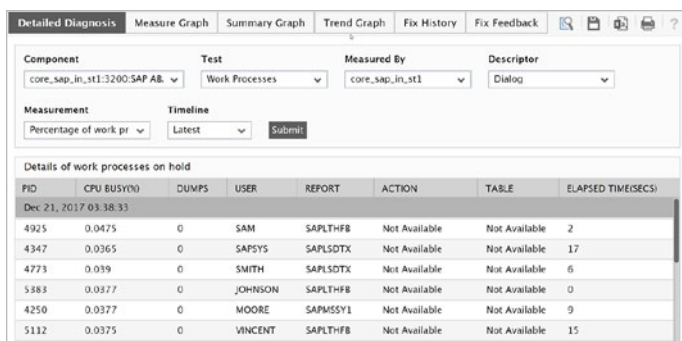 Detailed Diagnosis Measure Graph Summary Graph Trend Graph Fix History Fix Feedback ?
Component Test Measured By Descriptor
core_sap_in_st1:3200:SAP AB. Work Processes core_sap_in_st1 Dialog
Measurement Timeline
Percentage of work pr Latest Submit
Details of work processes on hold
PID CPU BUSY(%) DUMPS USER REPORT ACTION TABLE ELAPSED TIME(SECS)
Dec 21, 2017 03:38:33
4925 0.0475 0 SAM SAPLTHFB Not Available Not Available 2
4347 0.0365 0 SAPSYS SAPLSDTX Not Available Not Available 17
4773 0.039 0 SMITH SAPLSDTX Not Available Not Available 6
5383 0.0377 0 JOHNSON SAPLTHFB Not Available Not Available 0
4250 0.0377 0 MOORE SAPMSSY1 Not Available Not Available 9
5112 0.0375 0 VINCENT SAPLTHFB Not Available Not Available 15